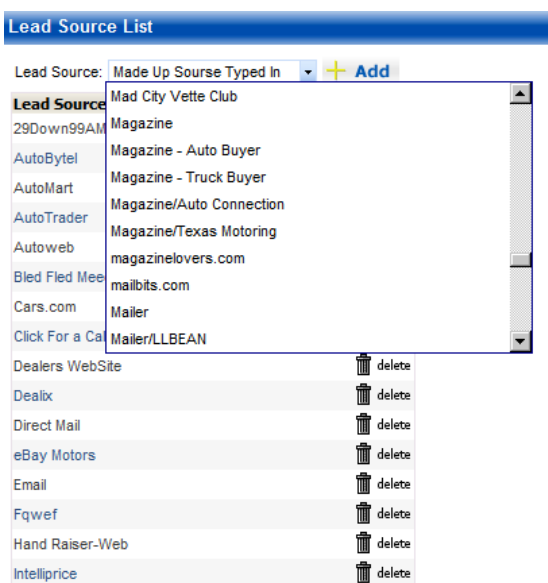 Lead Source List
Lead Source: Made Up Sourse Typed In Add
Mad City Vette Club
Magazine
Magazine - Auto Buyer
Magazine - Truck Buyer
Magazine/Auto Connection
Magazine/Texas Motoring
magazinelovers.com
mailbits.com
Mailer
Mailer/LLBEAN
Lead Source
29Down99AM
AutoBytel
AutoMart
AutoTrader
Autoweb
Bled Fled Mee
Cars.com
Click For a Cal
Dealers WebSite delete
Dealix delete
Direct Mail delete
eBay Motors delete
Email delete
Fqwef delete
Hand Raiser-Web delete
Intelliprice delete